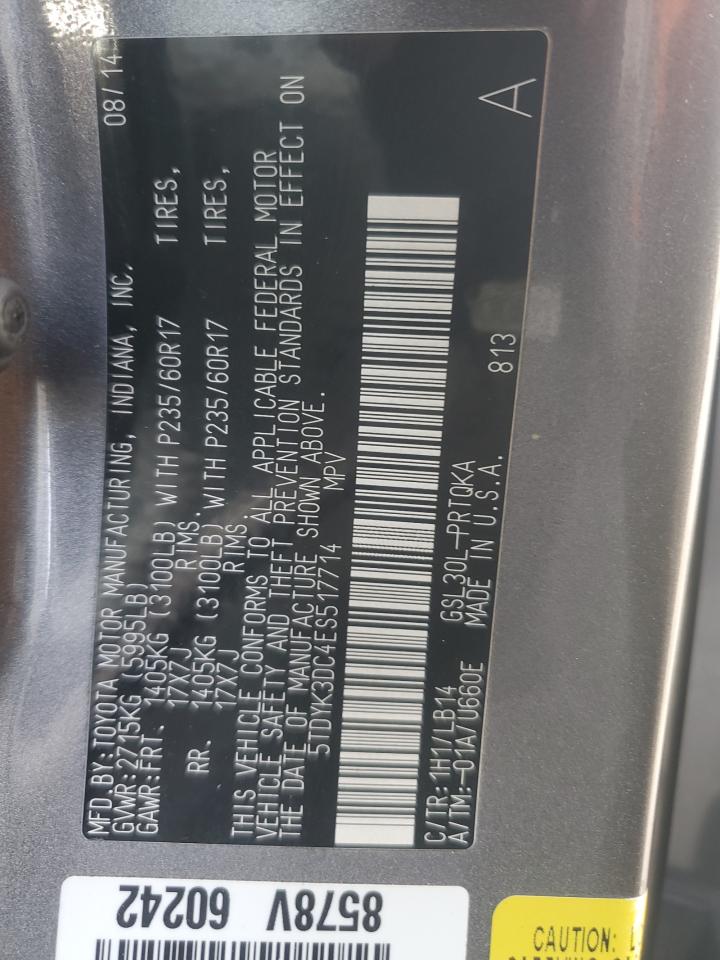 MFD.BY:TOYOTA MOTOR MANUFACTURING, INDIANA, INC. 08/14
GVWR:2715KG (5995LB)
GAWR:FRT. 1405KG (3100LB) WITH P235/60R17 TIRES,
17X7J RIMS.
RR. 1405KG (3100LB) WITH P235/60R17 TIRES,
17X7J RIMS.
THIS VEHICLE CONFORMS TO ALL APPLICABLE FEDERAL MOTOR
VEHICLE SAFETY AND THEFT PREVENTION STANDARDS IN EFFECT ON
THE DATE OF MANUFACTURE SHOWN ABOVE.
5TDYK3DC4ES517714 MPV
C/TR:1H1/LB14 GSL30L-PRTQKA
A/TM:-01A/U660E MADE IN U.S.A. 813 A
8578V 60242
CAUTION: